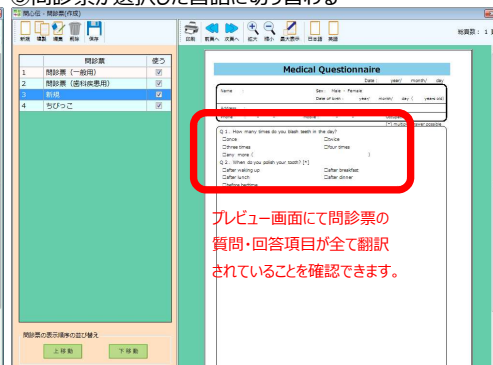 ⑥問診票が選択した言語に切り替わる
問心伝 - 問診票(作成)
新規 複製 編集 削除 保存
印刷 前頁へ 次頁へ 拡大 縮小 最大表示 日本語 英語
総頁数： 1 頁
問診票 使う
1 問診票（一般用）
2 問診票（歯科疾患用）
3 新規
4 ちびっこ
Medical Questionnaire
Date : year/ month/ day
Name :
Sex : Male ・ Female
Date of birth : year/ month/ day ( years old)
Address :
Phone :
[*] multiple answer possible
Q 1 . How many times do you brash teeth in the day?
□once □twice
□three times □four times
□any more ( )
Q 2 . When do you polish your tooth? [*]
□after waking up □after breakfast
□after lunch □after dinner
□before bedtime
プレビュー画面にて問診票の
質問・回答項目が全て翻訳
されていることを確認できます。
問診票の表示順序の並び替え
上 移 動 下 移 動